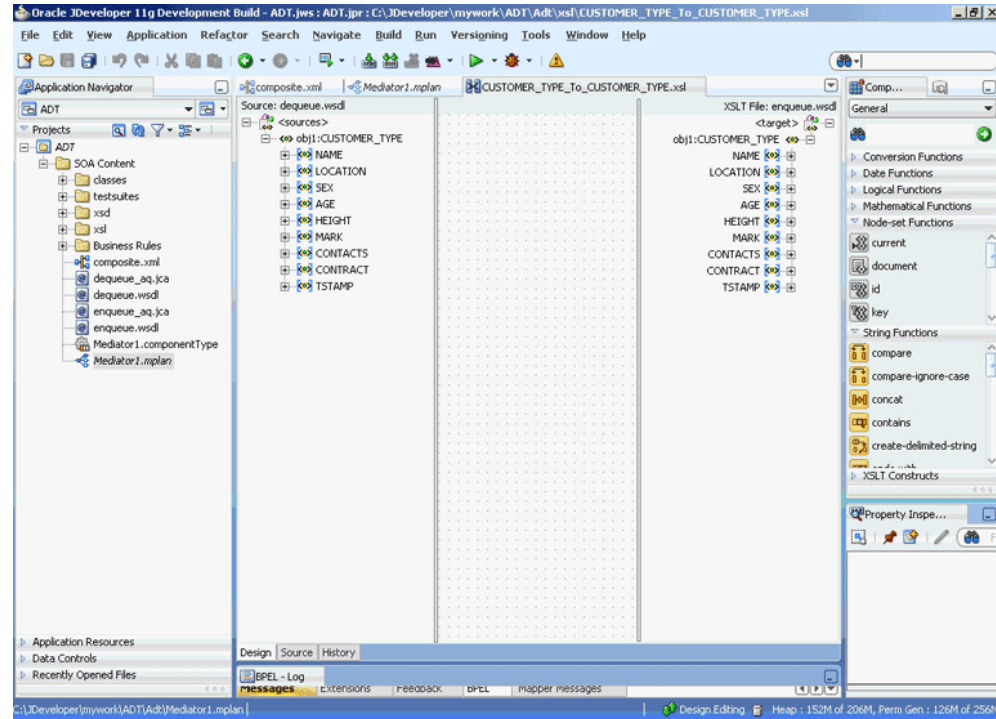 Oracle JDeveloper 11g Development Build - ADT.jws : ADT.jpr : C:\JDeveloper\mywork\ADT\Adt\xsl\CUSTOMER_TYPE_To_CUSTOMER_TYPE.xsl
File Edit View Application Refactor Search Navigate Build Run Versioning Tools Window Help
Application Navigator
ADT
Projects
ADT
SOA Content
classes
testsuites
xsd
xsl
Business Rules
composite.xml
dequeue_aq.jca
dequeue.wsdl
enqueue_aq.jca
enqueue.wsdl
Mediator1.componentType
Mediator1.mplan
Application Resources
Data Controls
Recently Opened Files
composite.xml Mediator1.mplan CUSTOMER_TYPE_To_CUSTOMER_TYPE.xsl
Source: dequeue.wsdl
<sources>
obj1:CUSTOMER_TYPE
NAME
LOCATION
SEX
AGE
HEIGHT
MARK
CONTACTS
CONTRACT
TSTAMP
XSLT File: enqueue.wsdl
<target>
obj1:CUSTOMER_TYPE
NAME
LOCATION
SEX
AGE
HEIGHT
MARK
CONTACTS
CONTRACT
TSTAMP
Design Source History
BPEL - Log
Messages Extensions Feedback BPEL Mapper Messages
Comp...
General
Conversion Functions
Date Functions
Logical Functions
Mathematical Functions
Node-set Functions
current
document
id
key
String Functions
compare
compare-ignore-case
concat
contains
create-delimited-string
XSLT Constructs
Property Inspe...
C:\JDeveloper\mywork\ADT\Adt\Mediator1.mplan Design Editing Heap : 152M of 206M, Perm Gen : 126M of 256M